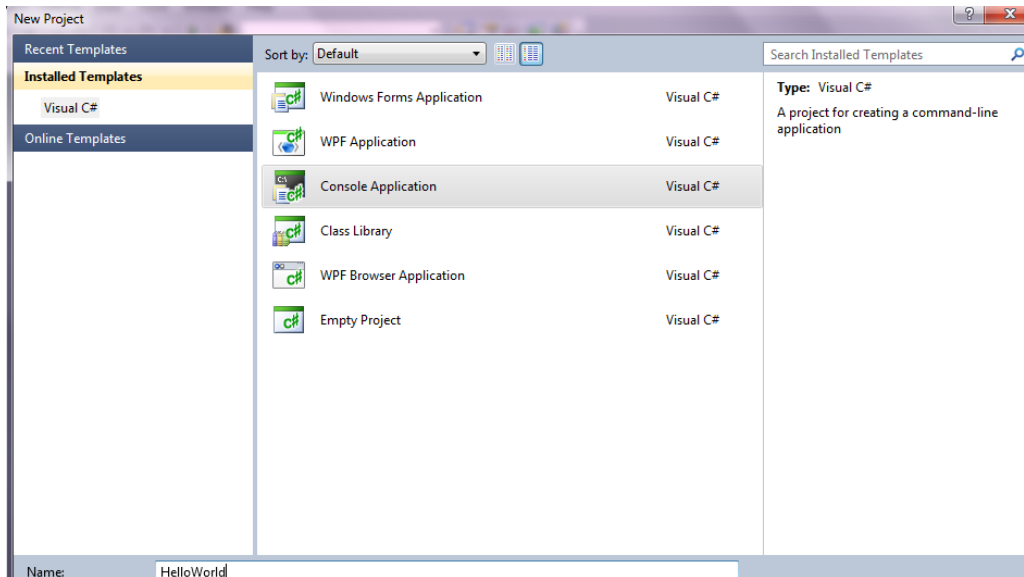 New Project
Recent Templates
Installed Templates
Visual C#
Online Templates
Sort by: Default
Search Installed Templates
Windows Forms Application Visual C#
WPF Application Visual C#
Console Application Visual C#
Class Library Visual C#
WPF Browser Application Visual C#
Empty Project Visual C#
Type: Visual C#
A project for creating a command-line
application
Name: HelloWorld